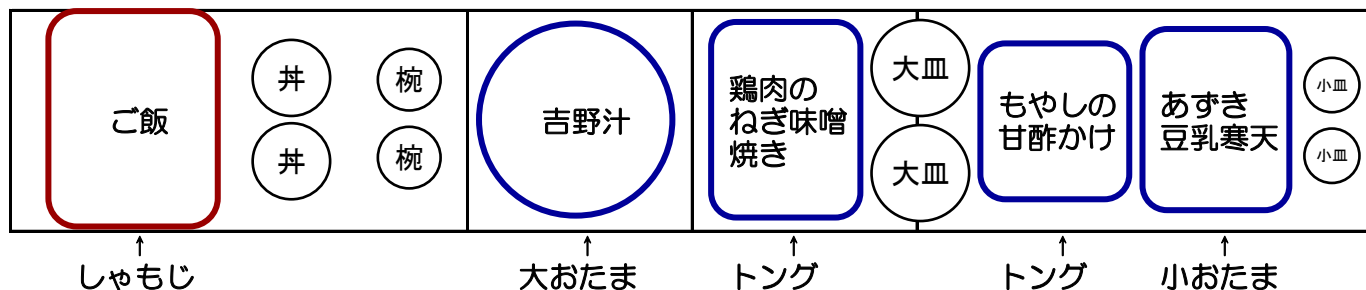 ご飯
丼
丼
椀
椀
吉野汁
鶏肉の
ねぎ味噌
焼き
大皿
大皿
もやしの
甘酢かけ
あずき
豆乳寒天
小皿
小皿
↑
しゃもじ
↑
大おたま
↑
トング
↑
トング
↑
小おたま